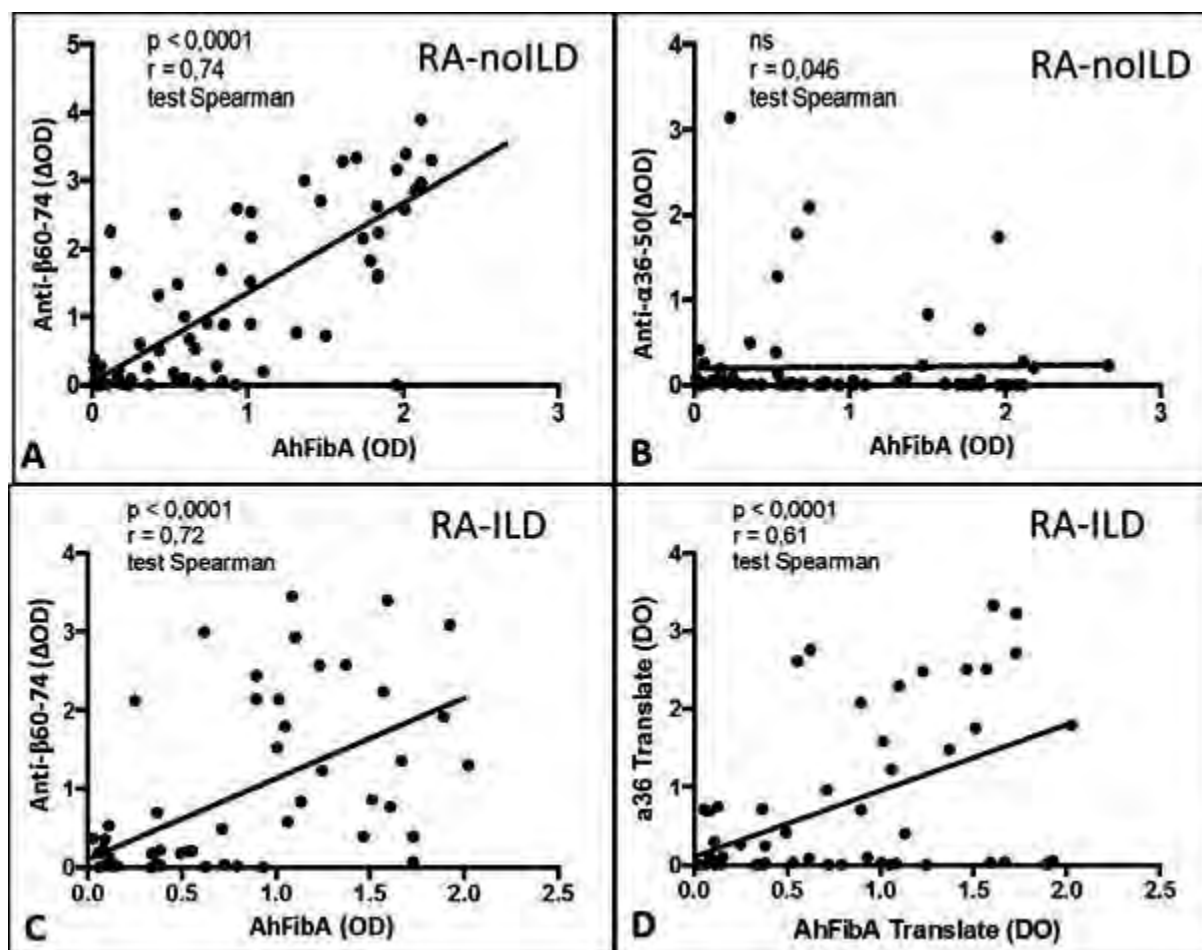 p < 0,0001
r = 0,74
test Spearman
RA-noILD
5
4
3
2
1
0
0
1
2
3
Anti-β60-74 (ΔOD)
AhFibA (OD)
A
ns
r = 0,046
test Spearman
RA-noILD
4
3
2
1
0
0
1
2
3
Anti-α36-50(ΔOD)
AhFibA (OD)
B
p < 0,0001
r = 0,72
test Spearman
RA-ILD
4
3
2
1
0
0.0
0.5
1.0
1.5
2.0
2.5
Anti-β60-74 (ΔOD)
AhFibA (OD)
C
p < 0,0001
r = 0,61
test Spearman
RA-ILD
4
3
2
1
0
0.0
0.5
1.0
1.5
2.0
2.5
a36 Translate (DO)
AhFibA Translate (DO)
D